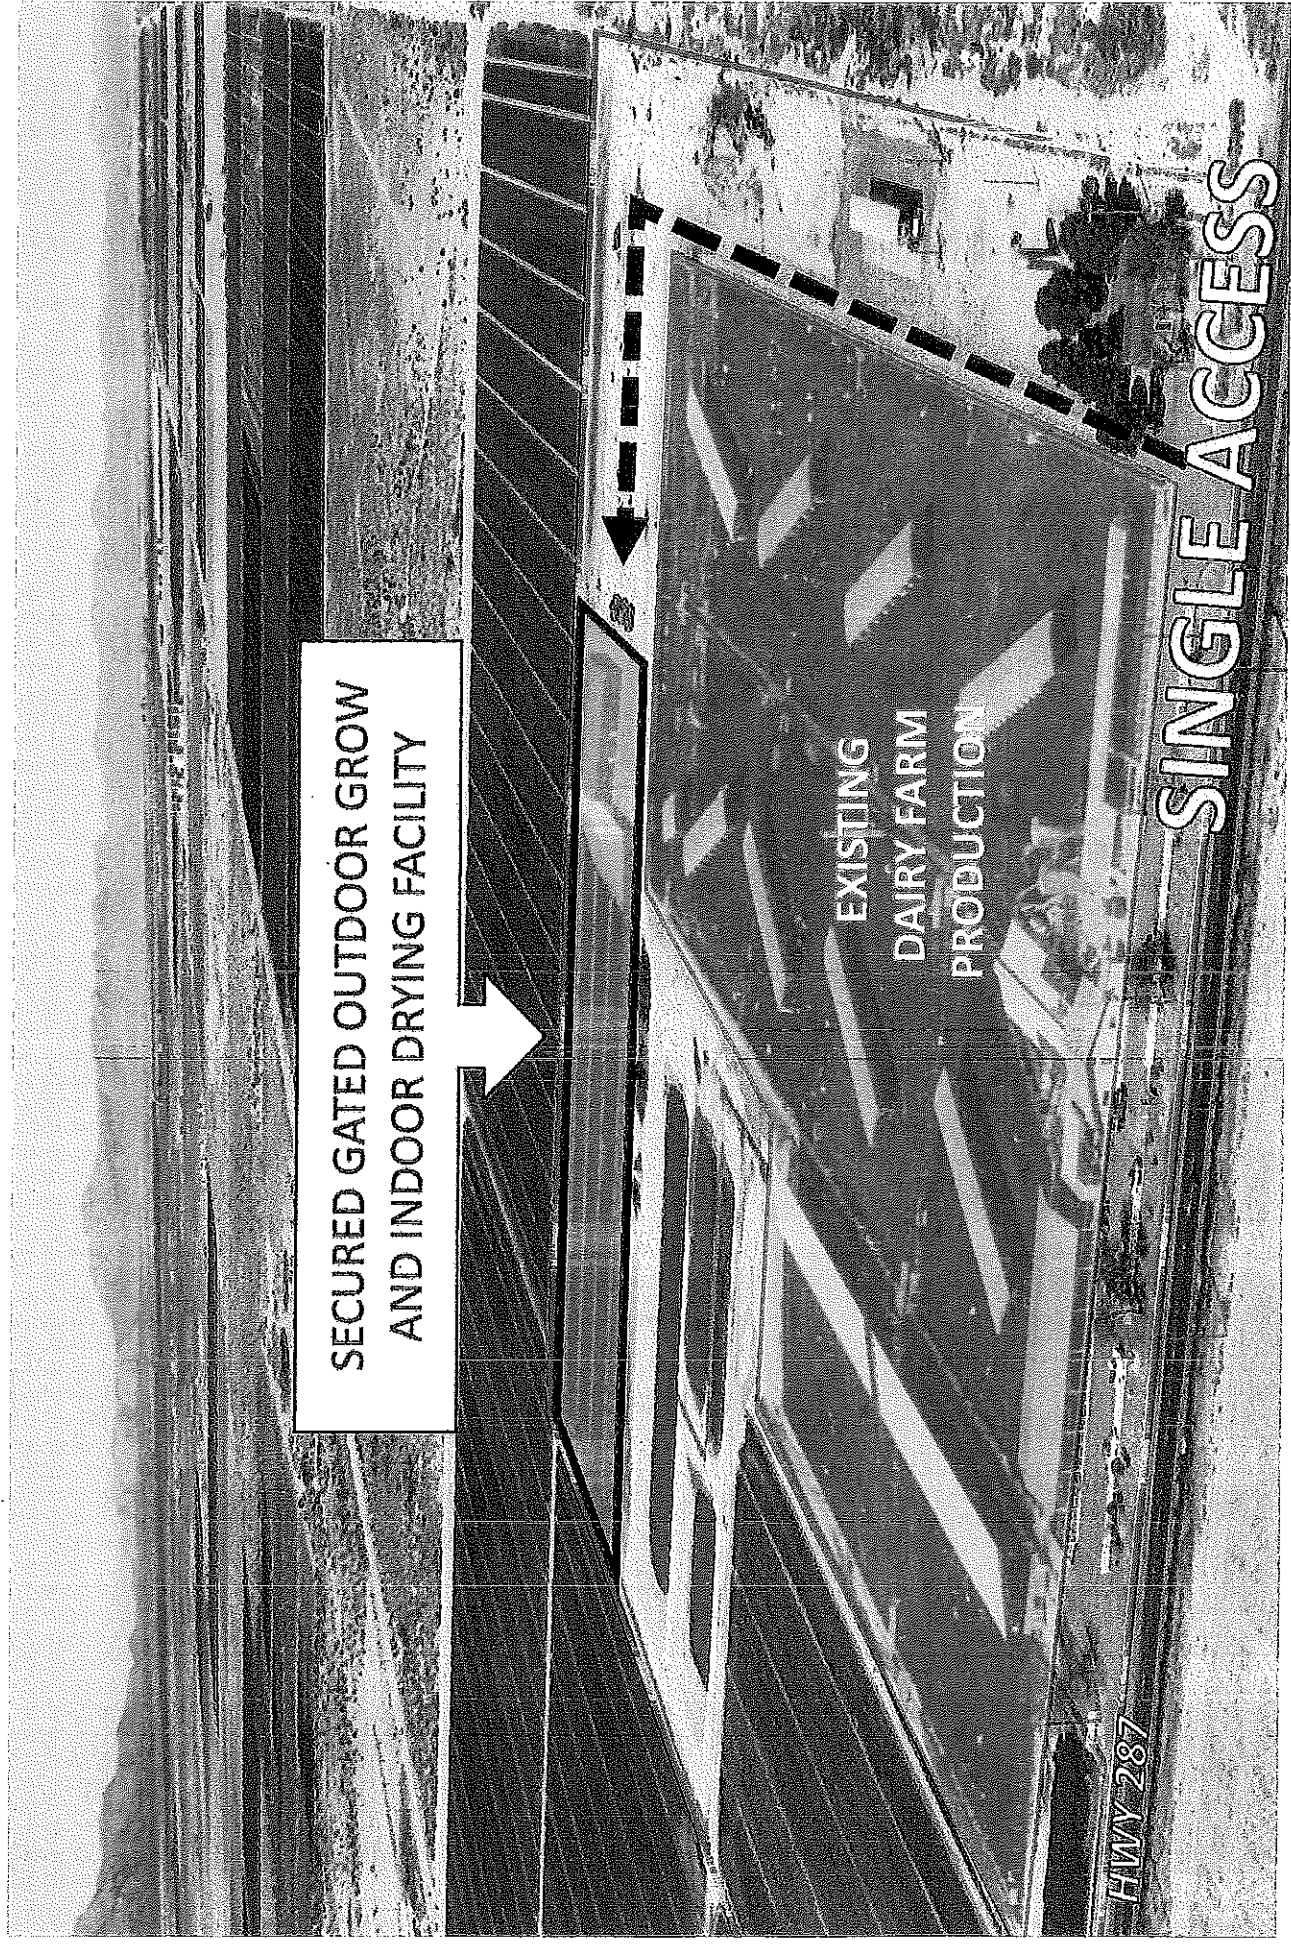 SECURED GATED OUTDOOR GROW
AND INDOOR DRYING FACILITY
EXISTING
DAIRY FARM
PRODUCTION
HWY 287
SINGLE ACCESS